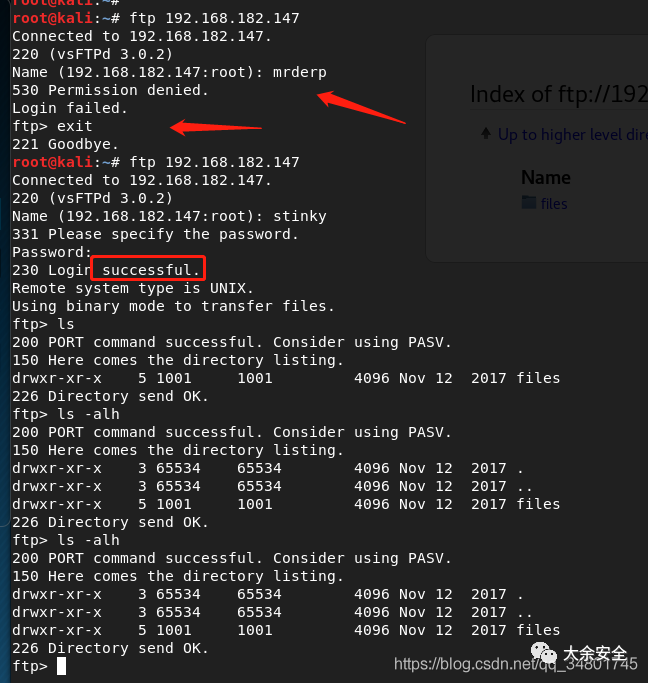 root@kali:~#
root@kali:~# ftp 192.168.182.147
Connected to 192.168.182.147.
220 (vsFTPd 3.0.2)
Name (192.168.182.147:root): mrderp
530 Permission denied.
Login failed.
ftp> exit
221 Goodbye.
root@kali:~# ftp 192.168.182.147
Connected to 192.168.182.147.
220 (vsFTPd 3.0.2)
Name (192.168.182.147:root): stinky
331 Please specify the password.
Password:
230 Login successful.
Remote system type is UNIX.
Using binary mode to transfer files.
ftp> ls
200 PORT command successful. Consider using PASV.
150 Here comes the directory listing.
drwxr-xr-x    5 1001     1001         4096 Nov 12  2017 files
226 Directory send OK.
ftp> ls -alh
200 PORT command successful. Consider using PASV.
150 Here comes the directory listing.
drwxr-xr-x    3 65534    65534        4096 Nov 12  2017 .
drwxr-xr-x    3 65534    65534        4096 Nov 12  2017 ..
drwxr-xr-x    5 1001     1001         4096 Nov 12  2017 files
226 Directory send OK.
ftp> ls -alh
200 PORT command successful. Consider using PASV.
150 Here comes the directory listing.
drwxr-xr-x    3 65534    65534        4096 Nov 12  2017 .
drwxr-xr-x    3 65534    65534        4096 Nov 12  2017 ..
drwxr-xr-x    5 1001     1001         4096 Nov 12  2017 files
226 Directory send OK.
ftp>
Index of ftp://192
Up to higher level dire
Name
files
大余安全
https://blog.csdn.net/qq_34801745